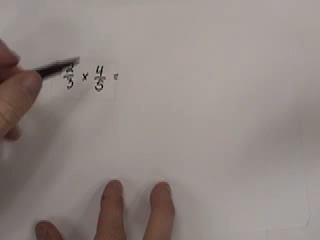 2/3 × 4/5 =